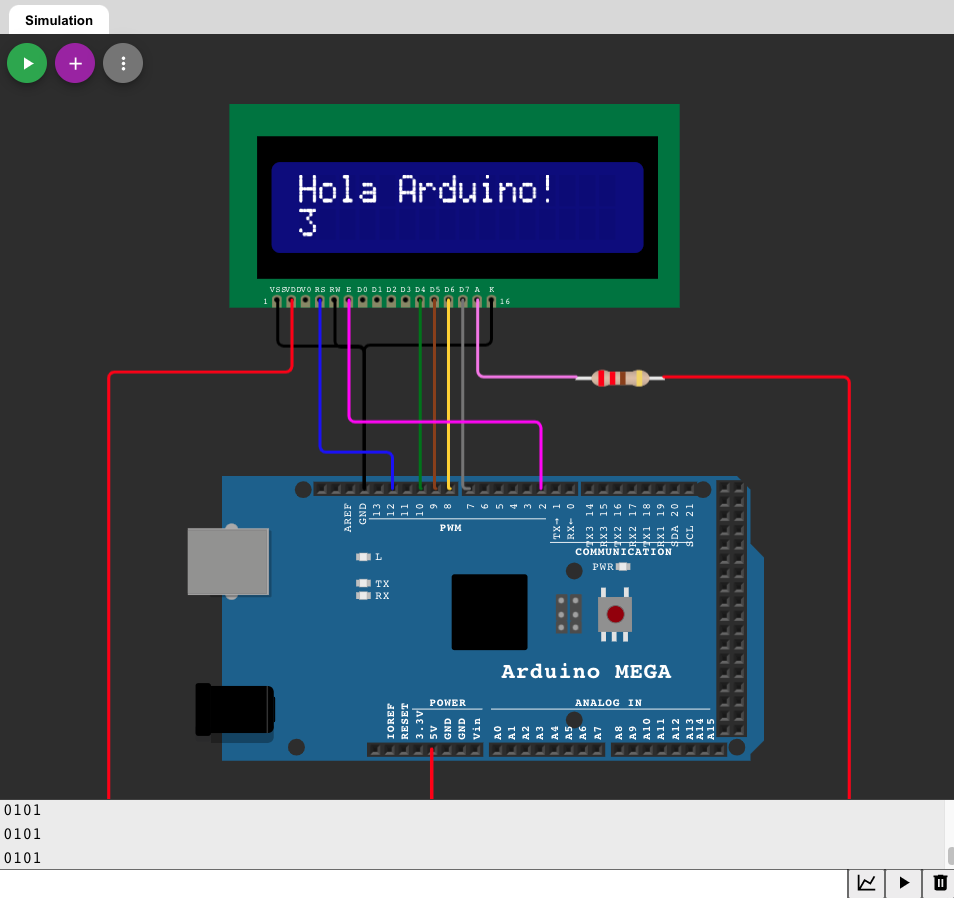 Simulation
Hola Arduino!
3
VSS VDD V0 RS RW E D0 D1 D2 D3 D4 D5 D6 D7 A K
1 16
AREF GND 13 12 11 10 9 8 7 6 5 4 3 2 TX→ 1 RX← 0 TX3 14 RX3 15 TX2 16 RX2 17 TX1 18 RX1 19 SDA 20 SCL 21
PWM
COMMUNICATION
L
PWR
TX
RX
Arduino MEGA
POWER ANALOG IN
IOREF RESET 3.3V 5V GND GND Vin A0 A1 A2 A3 A4 A5 A6 A7 A8 A9 A10 A11 A12 A13 A14 A15
0101
0101
0101